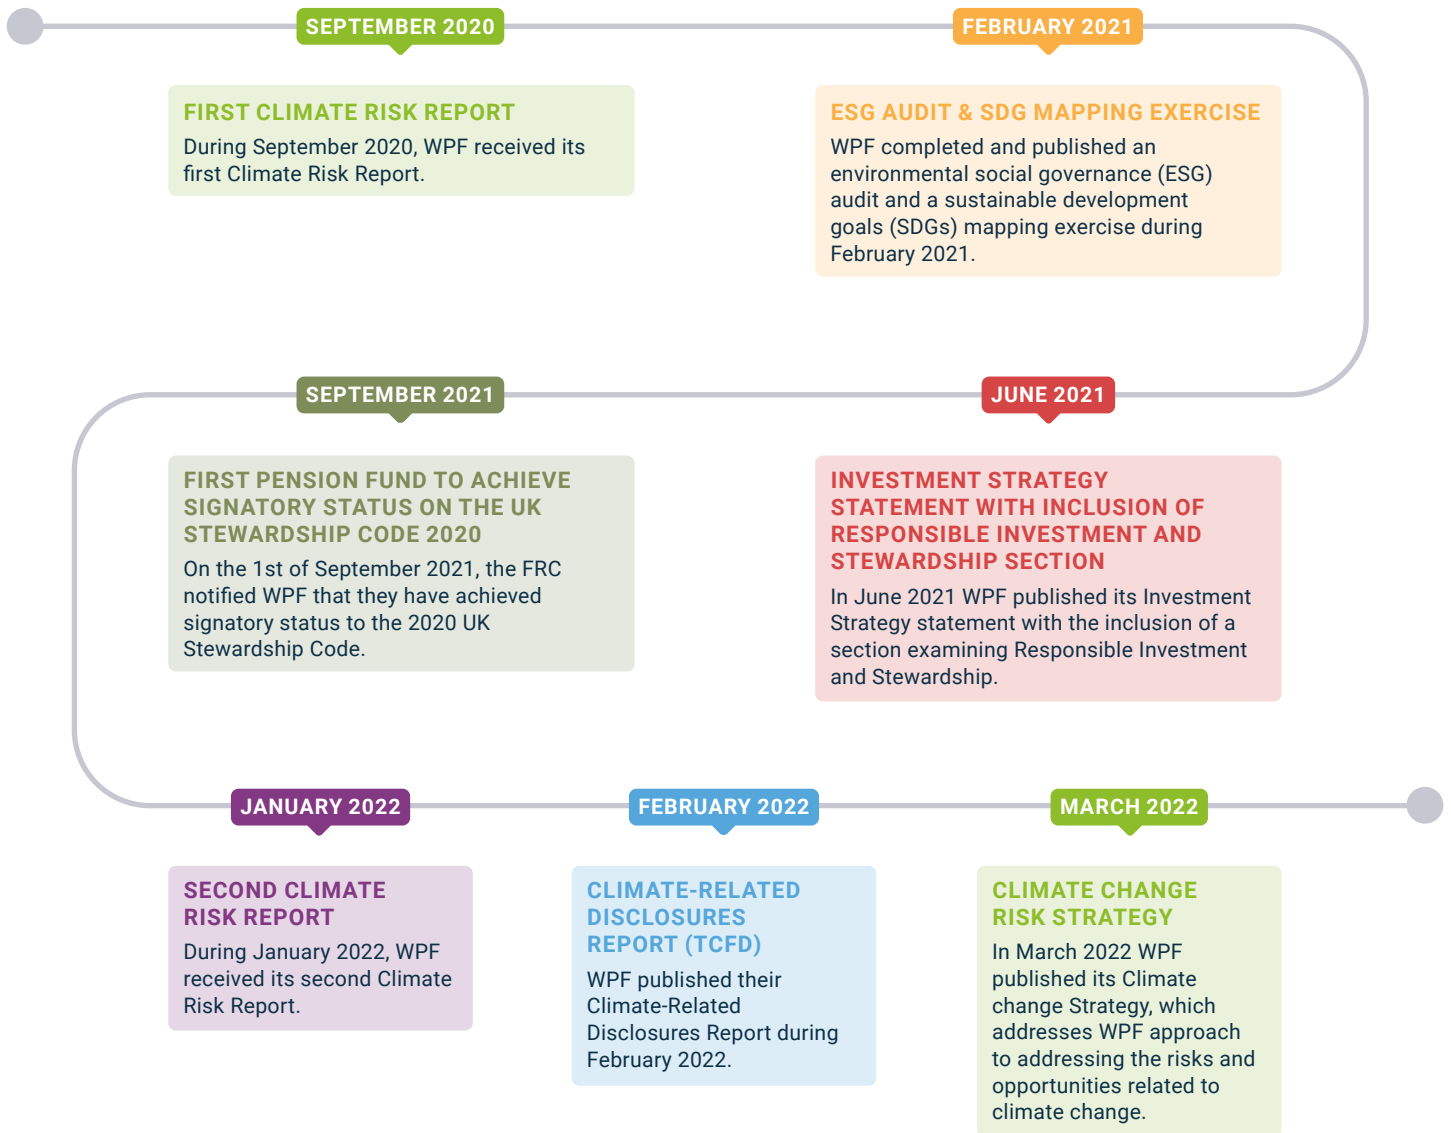 SEPTEMBER 2020
FIRST CLIMATE RISK REPORT
During September 2020, WPF received its
first Climate Risk Report.
FEBRUARY 2021
ESG AUDIT & SDG MAPPING EXERCISE
WPF completed and published an
environmental social governance (ESG)
audit and a sustainable development
goals (SDGs) mapping exercise during
February 2021.
JUNE 2021
INVESTMENT STRATEGY
STATEMENT WITH INCLUSION OF
RESPONSIBLE INVESTMENT AND
STEWARDSHIP SECTION
In June 2021 WPF published its Investment
Strategy statement with the inclusion of a
section examining Responsible Investment
and Stewardship.
SEPTEMBER 2021
FIRST PENSION FUND TO ACHIEVE
SIGNATORY STATUS ON THE UK
STEWARDSHIP CODE 2020
On the 1st of September 2021, the FRC
notified WPF that they have achieved
signatory status to the 2020 UK
Stewardship Code.
JANUARY 2022
SECOND CLIMATE
RISK REPORT
During January 2022, WPF
received its second Climate
Risk Report.
FEBRUARY 2022
CLIMATE-RELATED
DISCLOSURES
REPORT (TCFD)
WPF published their
Climate-Related
Disclosures Report during
February 2022.
MARCH 2022
CLIMATE CHANGE
RISK STRATEGY
In March 2022 WPF
published its Climate
change Strategy, which
addresses WPF approach
to addressing the risks and
opportunities related to
climate change.